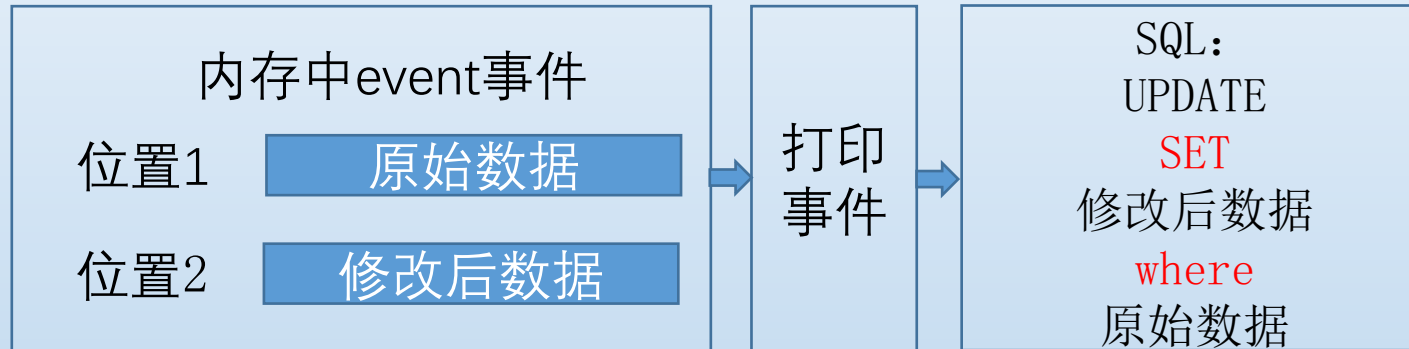 内存中event事件
位置1
原始数据
位置2
修改后数据
打印
事件
SQL:
UPDATE
SET
修改后数据
where
原始数据